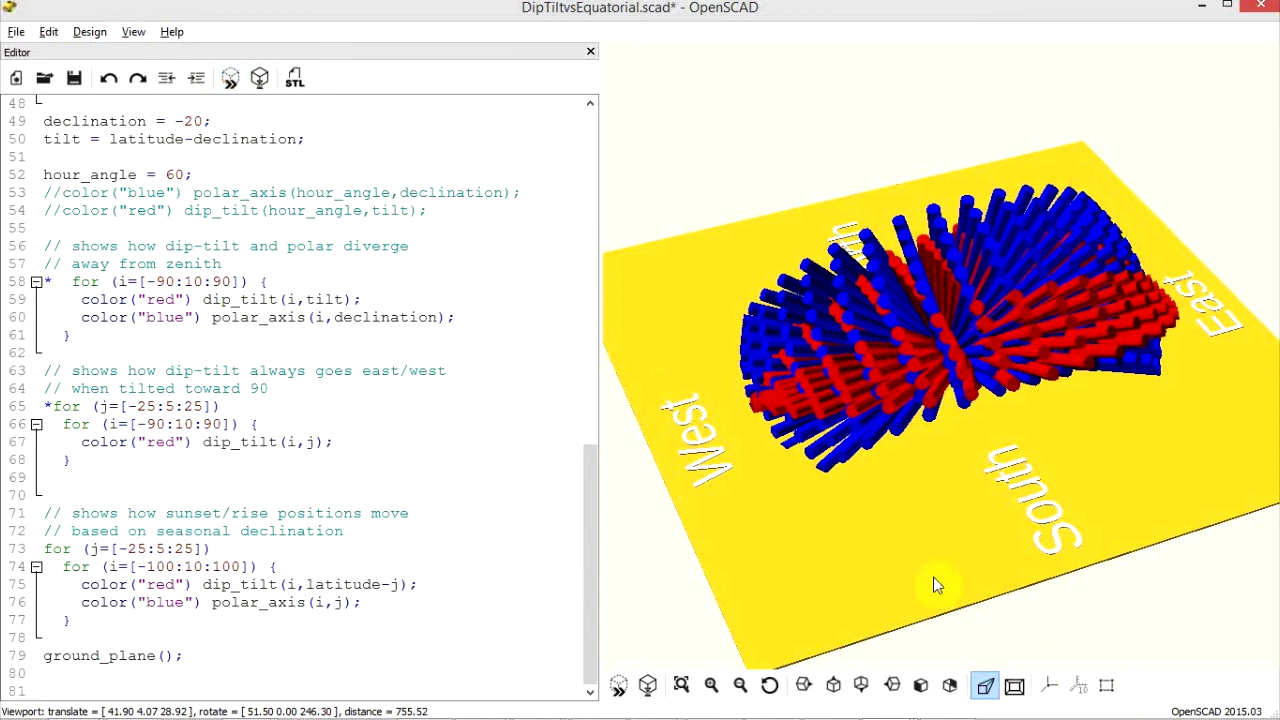 DipTiltvsEquatorial.scad* - OpenSCAD
File Edit Design View Help
Editor
STL
48
49 declination = -20;
50 tilt = latitude-declination;
51
52 hour_angle = 60;
53 //color("blue") polar_axis(hour_angle,declination);
54 //color("red") dip_tilt(hour_angle,tilt);
55
56 // shows how dip-tilt and polar diverge
57 // away from zenith
58 * for (i=[-90:10:90]) {
59 color("red") dip_tilt(i,tilt);
60 color("blue") polar_axis(i,declination);
61 }
62
63 // shows how dip-tilt always goes east/west
64 // when tilted toward 90
65 *for (j=[-25:5:25])
66 for (i=[-90:10:90]) {
67 color("red") dip_tilt(i,j);
68 }
69
70
71 // shows how sunset/rise positions move
72 // based on seasonal declination
73 for (j=[-25:5:25])
74 for (i=[-100:10:100]) {
75 color("red") dip_tilt(i,latitude-j);
76 color("blue") polar_axis(i,j);
77 }
78
79 ground_plane();
80
81
East
West
South
10
Viewport: translate = [ 41.90 4.07 28.92 ], rotate = [ 51.50 0.00 246.30 ], distance = 755.52
OpenSCAD 2015.03